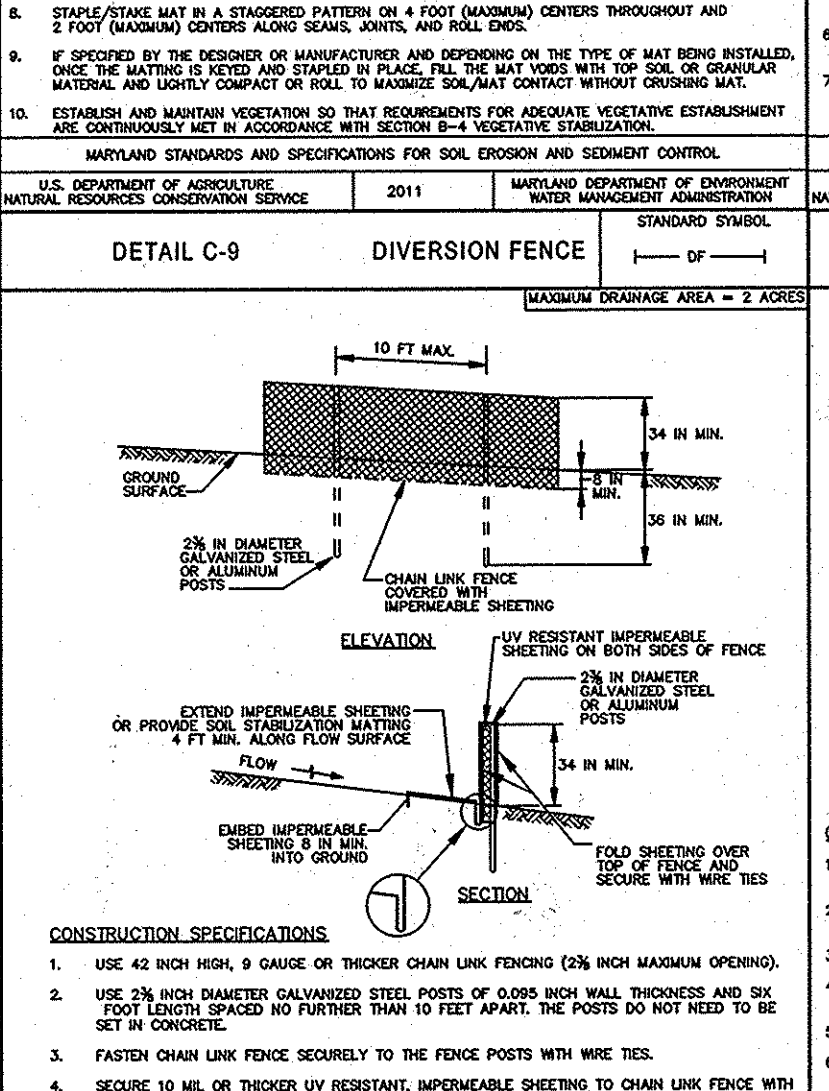 8. STAPLE/STAKE MAT IN A STAGGERED PATTERN ON 4 FOOT (MAXIMUM) CENTERS THROUGHOUT AND
2 FOOT (MAXIMUM) CENTERS ALONG SEAMS, JOINTS, AND ROLL ENDS.
9. IF SPECIFIED BY THE DESIGNER OR MANUFACTURER AND DEPENDING ON THE TYPE OF MAT BEING INSTALLED,
ONCE THE MATTING IS KEYED AND STAPLED IN PLACE, FILL THE MAT VOIDS WITH TOP SOIL OR GRANULAR
MATERIAL AND LIGHTLY COMPACT OR ROLL TO MAXIMIZE SOIL/MAT CONTACT WITHOUT CRUSHING MAT.
10. ESTABLISH AND MAINTAIN VEGETATION SO THAT REQUIREMENTS FOR ADEQUATE VEGETATIVE ESTABLISHMENT
ARE CONTINUOUSLY MET IN ACCORDANCE WITH SECTION B-4 VEGETATIVE STABILIZATION.
MARYLAND STANDARDS AND SPECIFICATIONS FOR SOIL EROSION AND SEDIMENT CONTROL
U.S. DEPARTMENT OF AGRICULTURE
NATURAL RESOURCES CONSERVATION SERVICE
2011
MARYLAND DEPARTMENT OF ENVIRONMENT
WATER MANAGEMENT ADMINISTRATION
DETAIL C-9
DIVERSION FENCE
STANDARD SYMBOL
DF
MAXIMUM DRAINAGE AREA = 2 ACRES
10 FT MAX.
34 IN MIN.
GROUND
SURFACE
8 IN
MIN.
36 IN MIN.
2⅜ IN DIAMETER
GALVANIZED STEEL
OR ALUMINUM
POSTS
CHAIN LINK FENCE
COVERED WITH
IMPERMEABLE SHEETING
ELEVATION
UV RESISTANT IMPERMEABLE
SHEETING ON BOTH SIDES OF FENCE
2⅜ IN DIAMETER
GALVANIZED STEEL
OR ALUMINUM
POSTS
EXTEND IMPERMEABLE SHEETING
OR PROVIDE SOIL STABILIZATION MATTING
4 FT MIN. ALONG FLOW SURFACE
FLOW
34 IN MIN.
EMBED IMPERMEABLE
SHEETING 8 IN MIN.
INTO GROUND
FOLD SHEETING OVER
TOP OF FENCE AND
SECURE WITH WIRE TIES
SECTION
CONSTRUCTION SPECIFICATIONS
1. USE 42 INCH HIGH, 9 GAUGE OR THICKER CHAIN LINK FENCING (2⅜ INCH MAXIMUM OPENING).
2. USE 2⅜ INCH DIAMETER GALVANIZED STEEL POSTS OF 0.095 INCH WALL THICKNESS AND SIX
FOOT LENGTH SPACED NO FURTHER THAN 10 FEET APART. THE POSTS DO NOT NEED TO BE
SET IN CONCRETE.
3. FASTEN CHAIN LINK FENCE SECURELY TO THE FENCE POSTS WITH WIRE TIES.
4. SECURE 10 MIL OR THICKER UV RESISTANT, IMPERMEABLE SHEETING TO CHAIN LINK FENCE WITH